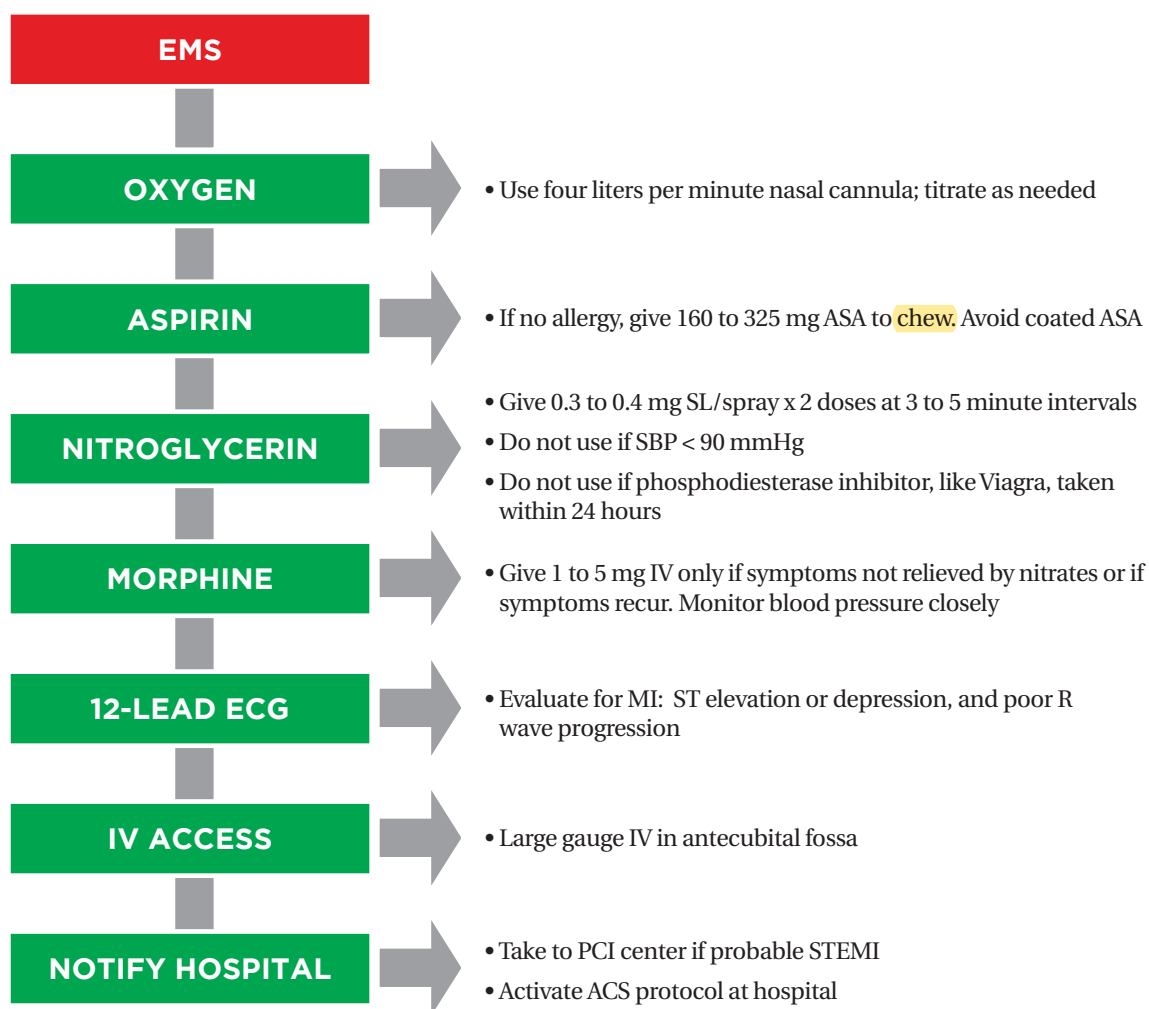 EMS
OXYGEN
• Use four liters per minute nasal cannula; titrate as needed
ASPIRIN
• If no allergy, give 160 to 325 mg ASA to chew. Avoid coated ASA
NITROGLYCERIN
• Give 0.3 to 0.4 mg SL/spray x 2 doses at 3 to 5 minute intervals
• Do not use if SBP < 90 mmHg
• Do not use if phosphodiesterase inhibitor, like Viagra, taken
within 24 hours
MORPHINE
• Give 1 to 5 mg IV only if symptoms not relieved by nitrates or if
symptoms recur. Monitor blood pressure closely
12-LEAD ECG
• Evaluate for MI: ST elevation or depression, and poor R
wave progression
IV ACCESS
• Large gauge IV in antecubital fossa
NOTIFY HOSPITAL
• Take to PCI center if probable STEMI
• Activate ACS protocol at hospital